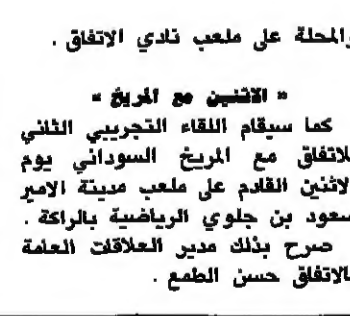 والمحلة على ملعب نادي الاتفاق .
« الاثنين مع المريخ »
كما سيقام اللقاء التجريبي الثاني
للاتفاق مع المريخ السوداني يوم
الاثنين القادم على ملعب مدينة الامير
سعود بن جلوي الرياضية بالراكة .
صرح بذلك مدير العلاقات العامة
بالاتفاق حسن الطمع .